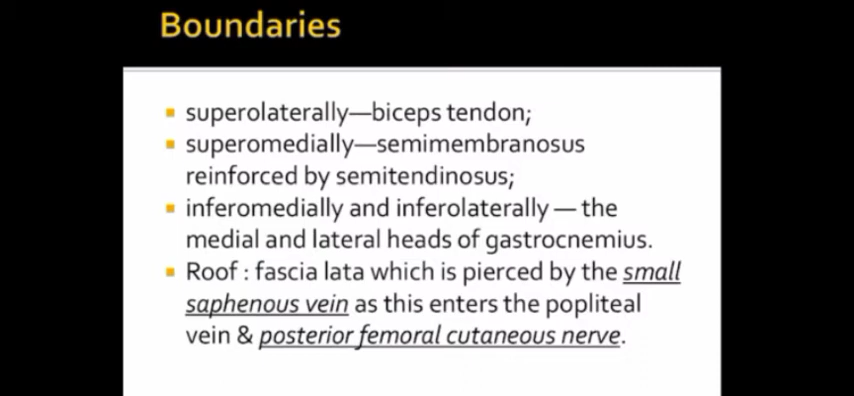 Boundaries
superolaterally—biceps tendon;
superomedially—semimembranosus
reinforced by semitendinosus;
inferomedially and inferolaterally — the
medial and lateral heads of gastrocnemius.
Roof : fascia lata which is pierced by the small
saphenous vein as this enters the popliteal
vein & posterior femoral cutaneous nerve.